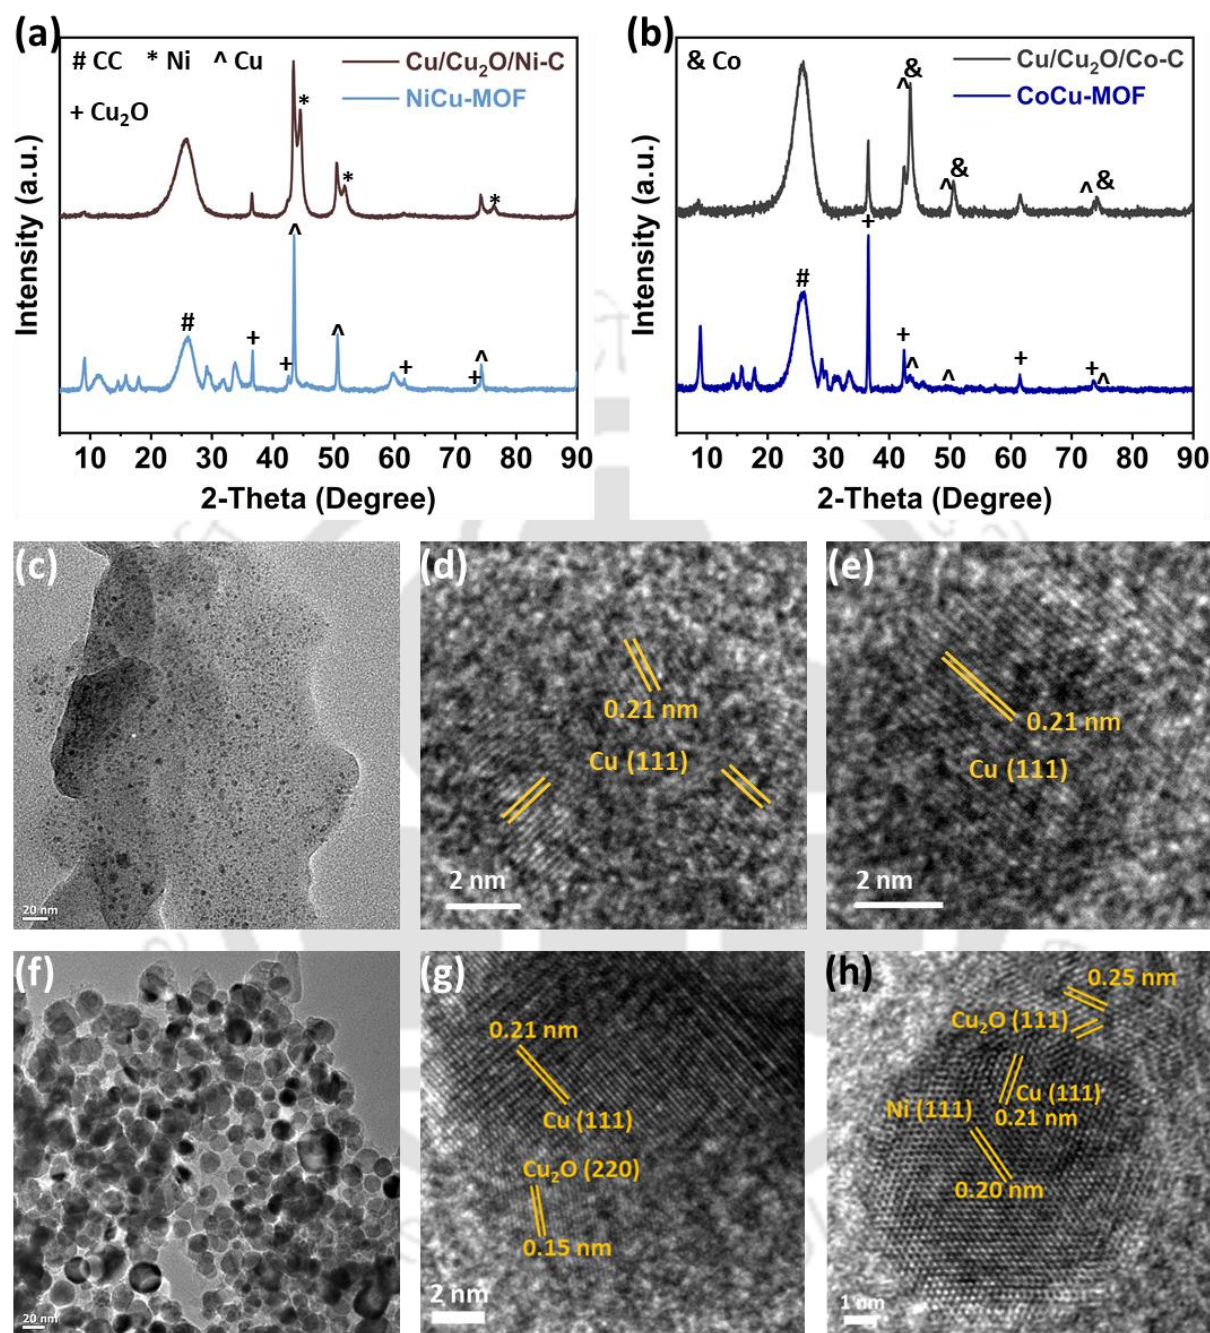 (a)
# CC * Ni ^ Cu
+ Cu₂O
Cu/Cu₂O/Ni-C
NiCu-MOF
*
*
*
^
#
+
+
^
+
+
^
Intensity (a.u.)
10 20 30 40 50 60 70 80 90
2-Theta (Degree)
(b)
& Co
Cu/Cu₂O/Co-C
CoCu-MOF
^ &
^ &
^ &
+
#
+
^
^
+
+
^
Intensity (a.u.)
10 20 30 40 50 60 70 80 90
2-Theta (Degree)
(c)
20 nm
(d)
0.21 nm
Cu (111)
2 nm
(e)
0.21 nm
Cu (111)
2 nm
(f)
20 nm
(g)
0.21 nm
Cu (111)
Cu₂O (220)
0.15 nm
2 nm
(h)
0.25 nm
Cu₂O (111)
Cu (111)
0.21 nm
Ni (111)
0.20 nm
1 nm